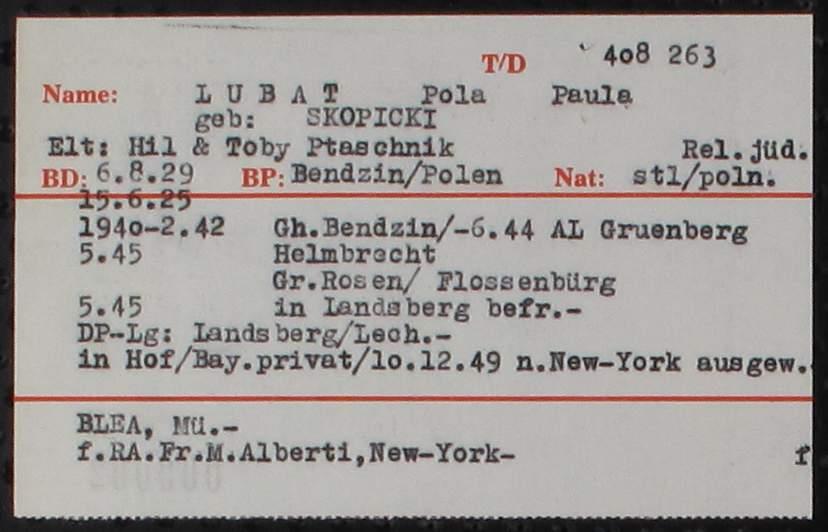 T/D 408 263
Name: L U B A T Pola Paula
geb: SKOPICKI
Elt: Hil & Toby Ptaschnik Rel.jüd.
BD: 6.8.29 BP: Bendzin/Polen Nat: stl/poln.
15.6.25
1940-2.42 Gh.Bendzin/-6.44 AL Gruenberg
5.45 Helmbrecht
Gr.Rosen/ Flossenbürg
5.45 in Landsberg befr.-
DP-Lg: Landsberg/Lech.-
in Hof/Bay.privat/10.12.49 n.New-York ausgew.
BLEA, Mü.-
f.RA.Fr.M.Alberti,New-York- f